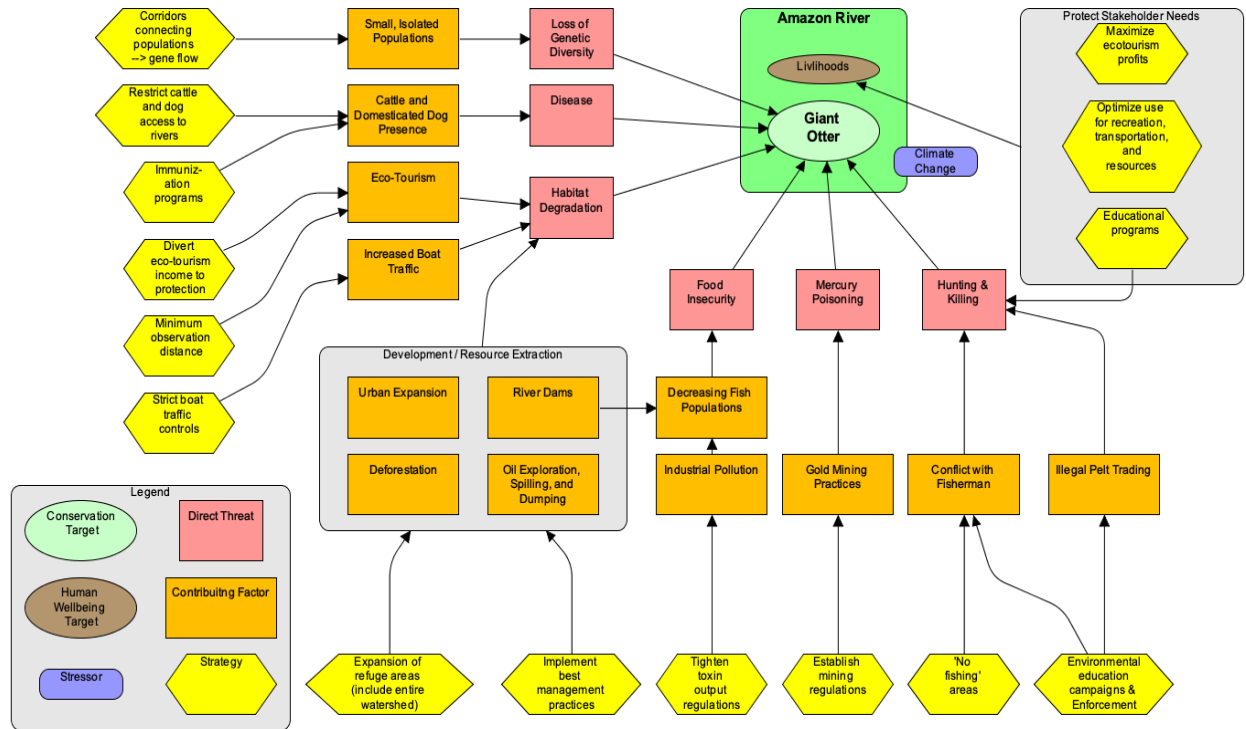 Corridors
connecting
populations
--> gene flow
Small, Isolated
Populations
Loss of
Genetic
Diversity
Amazon River
Livlihoods
Giant
Otter
Climate
Change
Protect Stakeholder Needs
Maximize
ecotourism
profits
Optimize use
for recreation,
transportation,
and
resources
Educational
programs
Restrict cattle
and dog
access to
rivers
Cattle and
Domesticated Dog
Presence
Disease
Immuniz-
ation
programs
Eco-Tourism
Habitat
Degradation
Divert
eco-tourism
income to
protection
Increased Boat
Traffic
Minimum
observation
distance
Strict boat
traffic
controls
Food
Insecurity
Mercury
Poisoning
Hunting &
Killing
Development / Resource Extraction
Urban Expansion
River Dams
Deforestation
Oil Exploration,
Spilling, and
Dumping
Decreasing Fish
Populations
Industrial Pollution
Gold Mining
Practices
Conflict with
Fisherman
Illegal Pelt Trading
Legend
Conservation
Target
Direct Threat
Human
Wellbeing
Target
Contribuitng Factor
Stressor
Strategy
Expansion of
refuge areas
(include entire
watershed)
Implement
best
management
practices
Tighten
toxin
output
regulations
Establish
mining
regulations
'No
fishing'
areas
Environmental
education
campaigns &
Enforcement